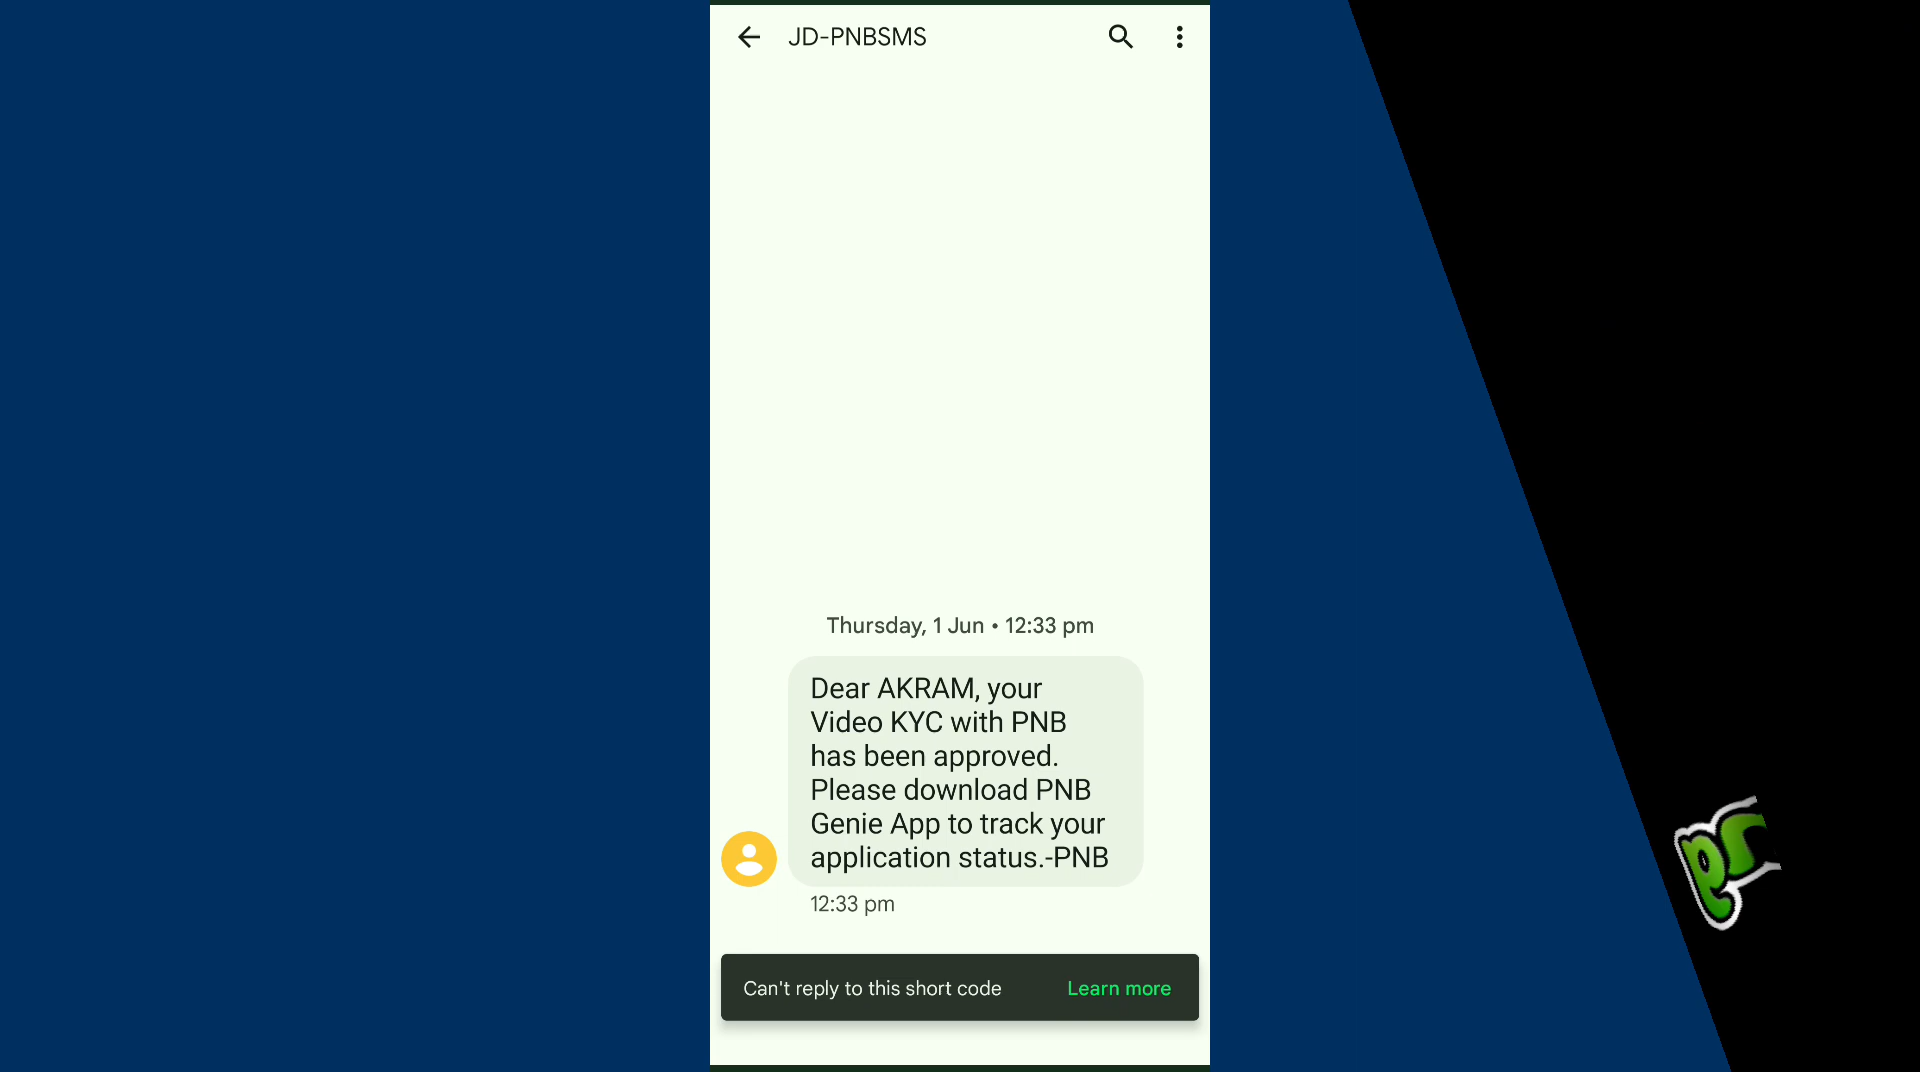 JD-PNBSMS
Thursday, 1 Jun • 12:33 pm
Dear AKRAM, your
Video KYC with PNB
has been approved.
Please download PNB
Genie App to track your
application status.-PNB
12:33 pm
Can't reply to this short code Learn more
ps